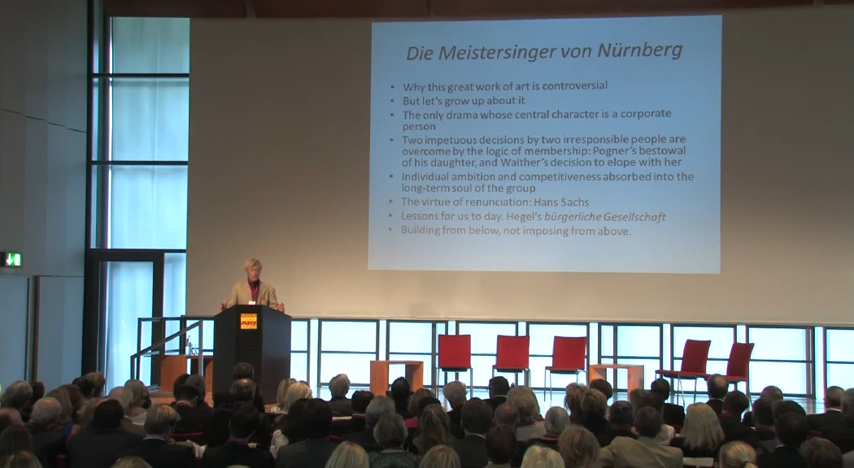 Die Meistersinger von Nürnberg
• Why this great work of art is controversial
• But let's grow up about it
• The only drama whose central character is a corporate
person
• Two impetuous decisions by two irresponsible people are
overcome by the logic of membership: Pogner's bestowal
of his daughter, and Walther's decision to elope with her
• Individual ambition and competitiveness absorbed into the
long-term soul of the group
• The virtue of renunciation: Hans Sachs
• Lessons for us to day. Hegel's bürgerliche Gesellschaft
• Building from below, not imposing from above.